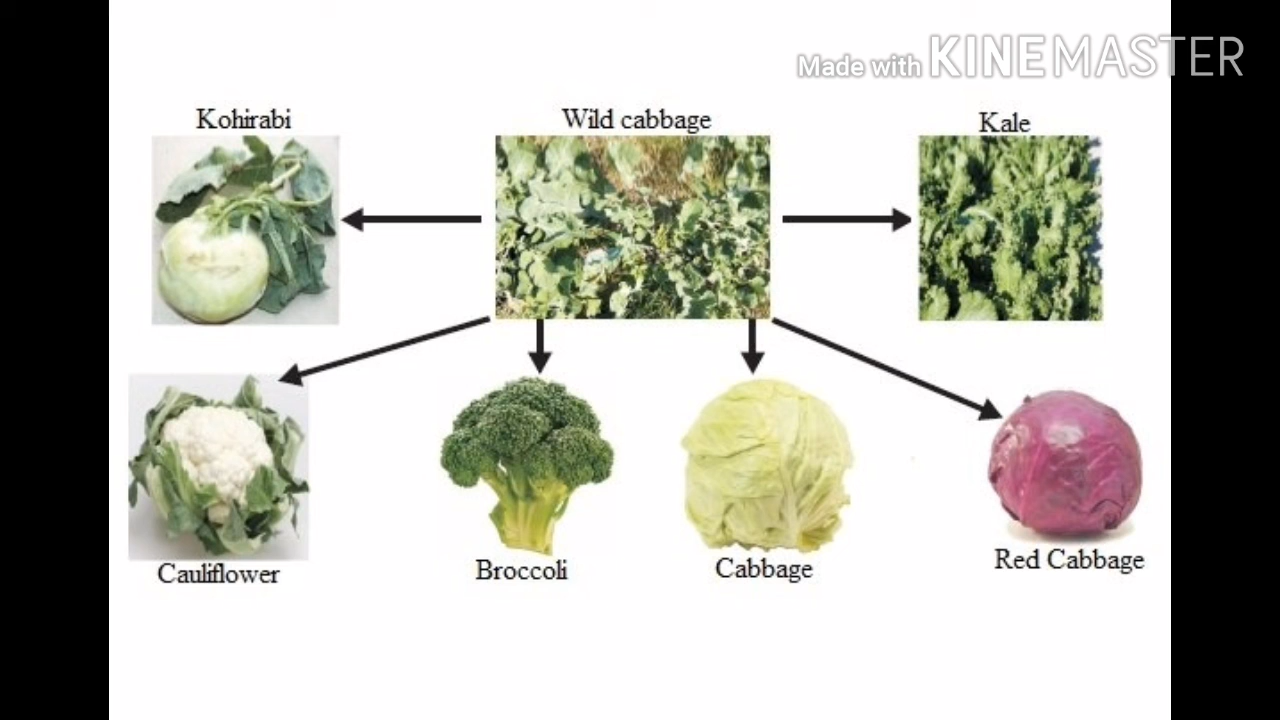 Made with KINEMASTER
Kohirabi
Wild cabbage
Kale
Cauliflower
Broccoli
Cabbage
Red Cabbage